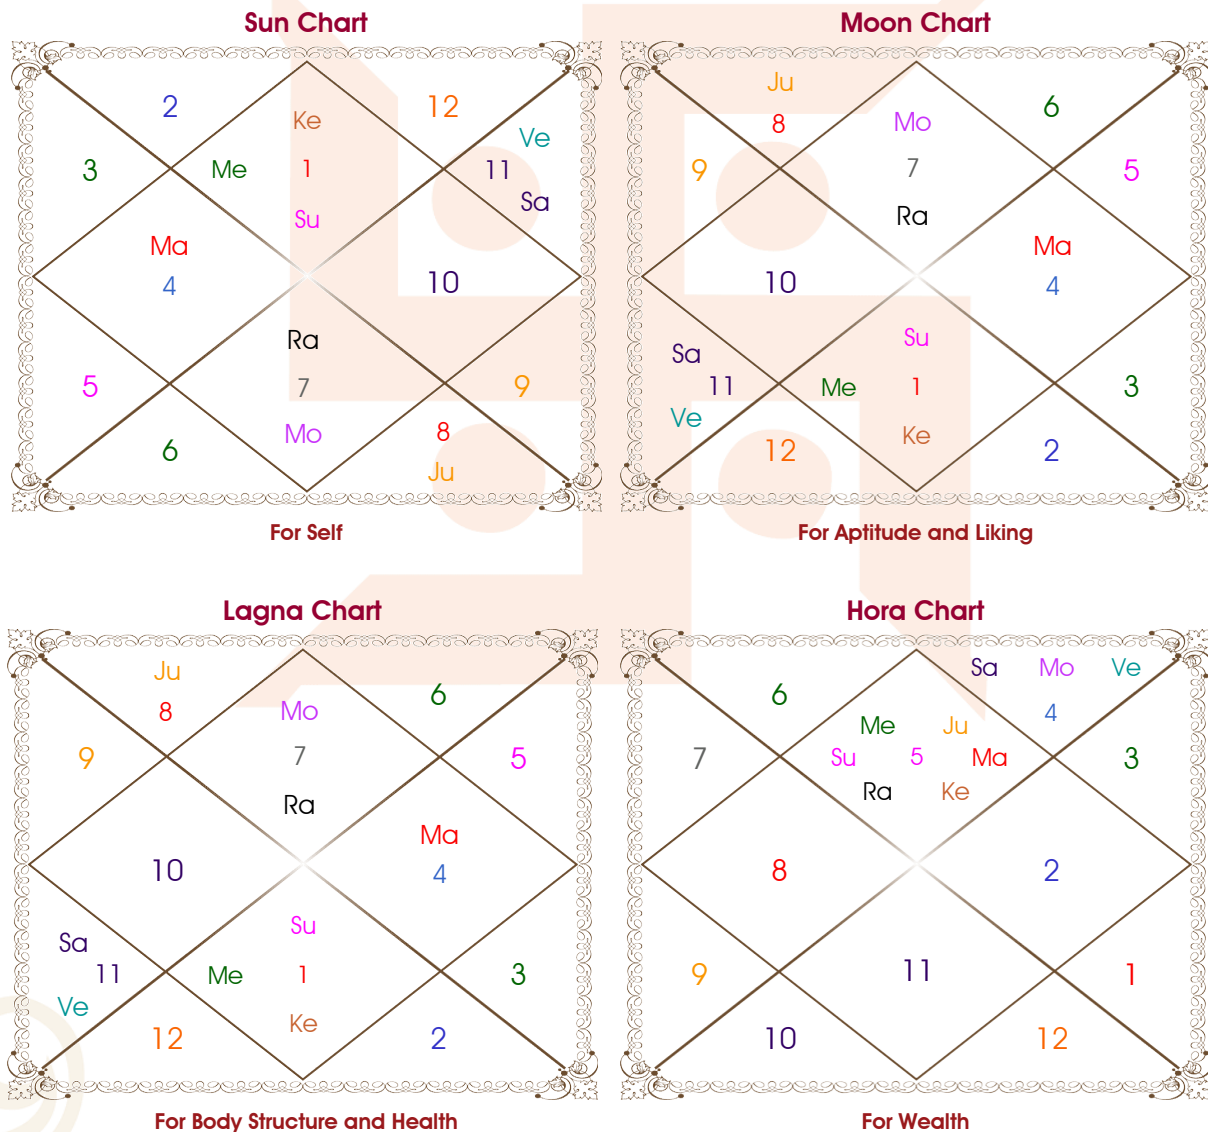 Sun Chart
2
Ke
12
Ve
3
Me
1
11
Su
Sa
Ma
4
10
Ra
5
7
9
6
Mo
8
Ju
For Self
Moon Chart
Ju
8
Mo
6
9
7
5
Ra
Ma
10
4
Su
Sa
11
Me
1
3
Ve
12
Ke
2
For Aptitude and Liking
Lagna Chart
Ju
8
Mo
6
9
7
5
Ra
Ma
10
4
Su
Sa
11
Me
1
3
Ve
12
Ke
2
For Body Structure and Health
Hora Chart
Sa Mo Ve
6
4
Me Ju
7
Su 5 Ma
3
Ra Ke
8
2
9
11
1
10
12
For Wealth